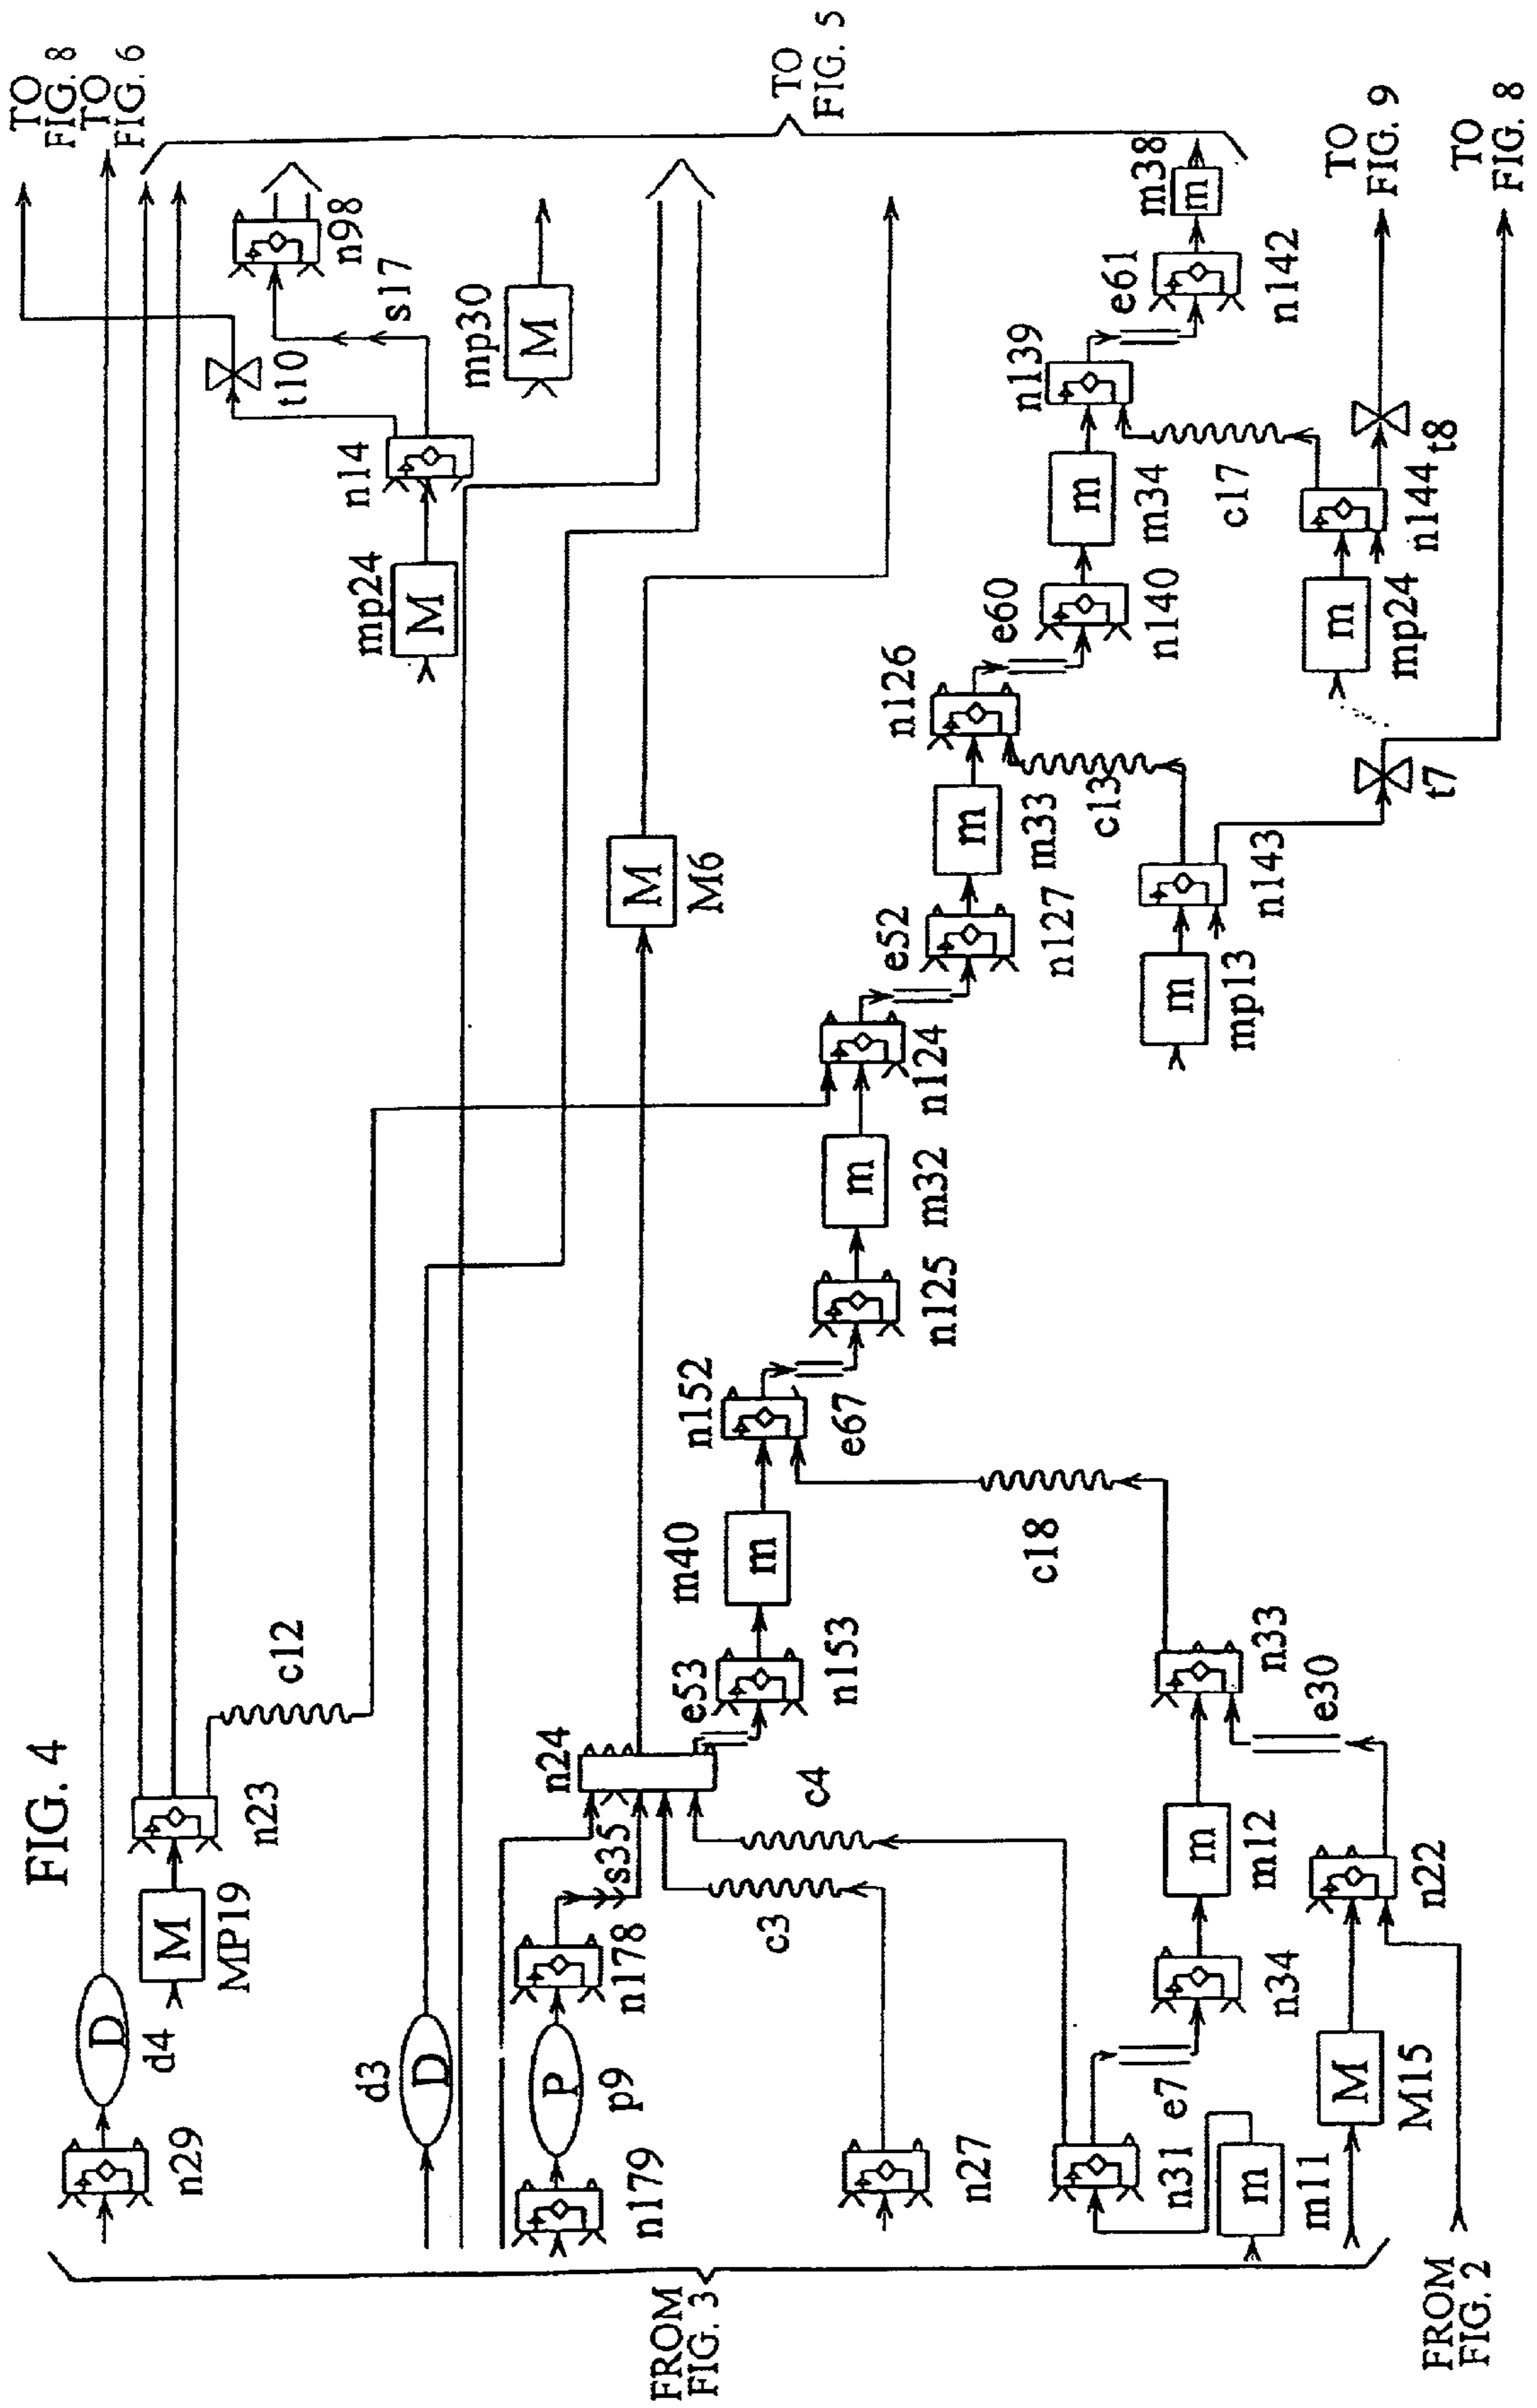 FIG. 4
TO
FIG. 8
TO
FIG. 6
TO
FIG. 5
TO
FIG. 9
TO
FIG. 8
FROM
FIG. 3
FROM
FIG. 2
n29
D
d4
M
MP19
n23
c12
t10
n98
s17
n14
M
mp24
M
mp30
D
d3
n179
P
p9
n178
s35
n24
M
M6
n27
c3
c4
e53
n153
m
m40
n152
e67
n125
m
m32
n124
e52
n127
m
m33
n126
e60
n140
m
m34
n139
e61
n142
m
m38
c18
c13
c17
m
mp13
n143
t7
m
mp24
n144
t8
m
m11
n31
e7
n34
m
m12
n33
e30
M
M15
n22